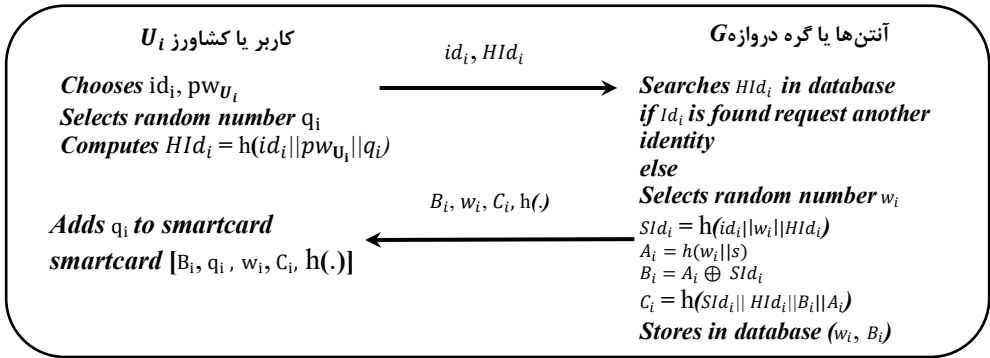 کاربر یا کشاورز U_i
Chooses id_i, pw_{U_i}
Selects random number q_i
Computes HId_i = h(id_i||pw_{U_i}||q_i)
id_i, HId_i
آنتن‌ها یا گره دروازه G
Searches HId_i in database
if Id_i is found request another
identity
else
Selects random number w_i
SId_i = h(id_i||w_i||HId_i)
A_i = h(w_i||s)
B_i = A_i ⊕ SId_i
C_i = h(SId_i|| HId_i||B_i||A_i)
Stores in database (w_i, B_i)
B_i, w_i, C_i, h(.)
Adds q_i to smartcard
smartcard [B_i, q_i , w_i, C_i, h(.)]